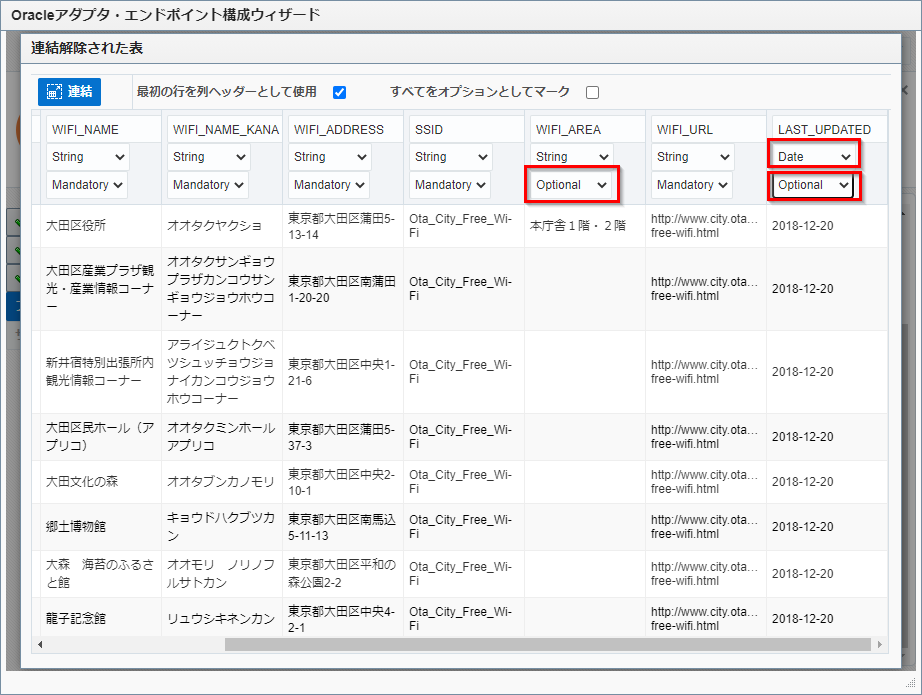 Oracleアダプタ・エンドポイント構成ウィザード
連結解除された表
連結 最初の行を列ヘッダーとして使用 すべてをオプションとしてマーク
WIFI_NAME WIFI_NAME_KANA WIFI_ADDRESS SSID WIFI_AREA WIFI_URL LAST_UPDATED
String String String String String String Date
Mandatory Mandatory Mandatory Mandatory Optional Mandatory Optional
大田区役所
オオタクヤクショ
東京都大田区蒲田5-
13-14
Ota_City_Free_Wi-
Fi
本庁舎１階・２階
http://www.city.ota…
free-wifi.html
2018-12-20
大田区産業プラザ観
光・産業情報コーナ
ー
オオタクサンギョウ
プラザカンコウサン
ギョウジョウホウコ
ーナー
東京都大田区南蒲田
1-20-20
Ota_City_Free_Wi-
Fi
http://www.city.ota…
free-wifi.html
2018-12-20
新井宿特別出張所内
観光情報コーナー
アライジュクトクベ
ツシュッチョウジョ
ナイカンコウジョウ
ホウコーナー
東京都大田区中央1-
21-6
Ota_City_Free_Wi-
Fi
http://www.city.ota…
free-wifi.html
2018-12-20
大田区民ホール（ア
プリコ）
オオタクミンホール
アプリコ
東京都大田区蒲田5-
37-3
Ota_City_Free_Wi-
Fi
http://www.city.ota…
free-wifi.html
2018-12-20
大田文化の森
オオタブンカノモリ
東京都大田区中央2-
10-1
Ota_City_Free_Wi-
Fi
http://www.city.ota…
free-wifi.html
2018-12-20
郷土博物館
キョウドハクブツカ
ン
東京都大田区南馬込
5-11-13
Ota_City_Free_Wi-
Fi
http://www.city.ota…
free-wifi.html
2018-12-20
大森　海苔のふるさ
と館
オオモリ　ノリノフ
ルサトカン
東京都大田区平和の
森公園2-2
Ota_City_Free_Wi-
Fi
http://www.city.ota…
free-wifi.html
2018-12-20
龍子記念館
リュウシキネンカン
東京都大田区中央4-
2-1
Ota_City_Free_Wi-
Fi
http://www.city.ota…
free-wifi.html
2018-12-20